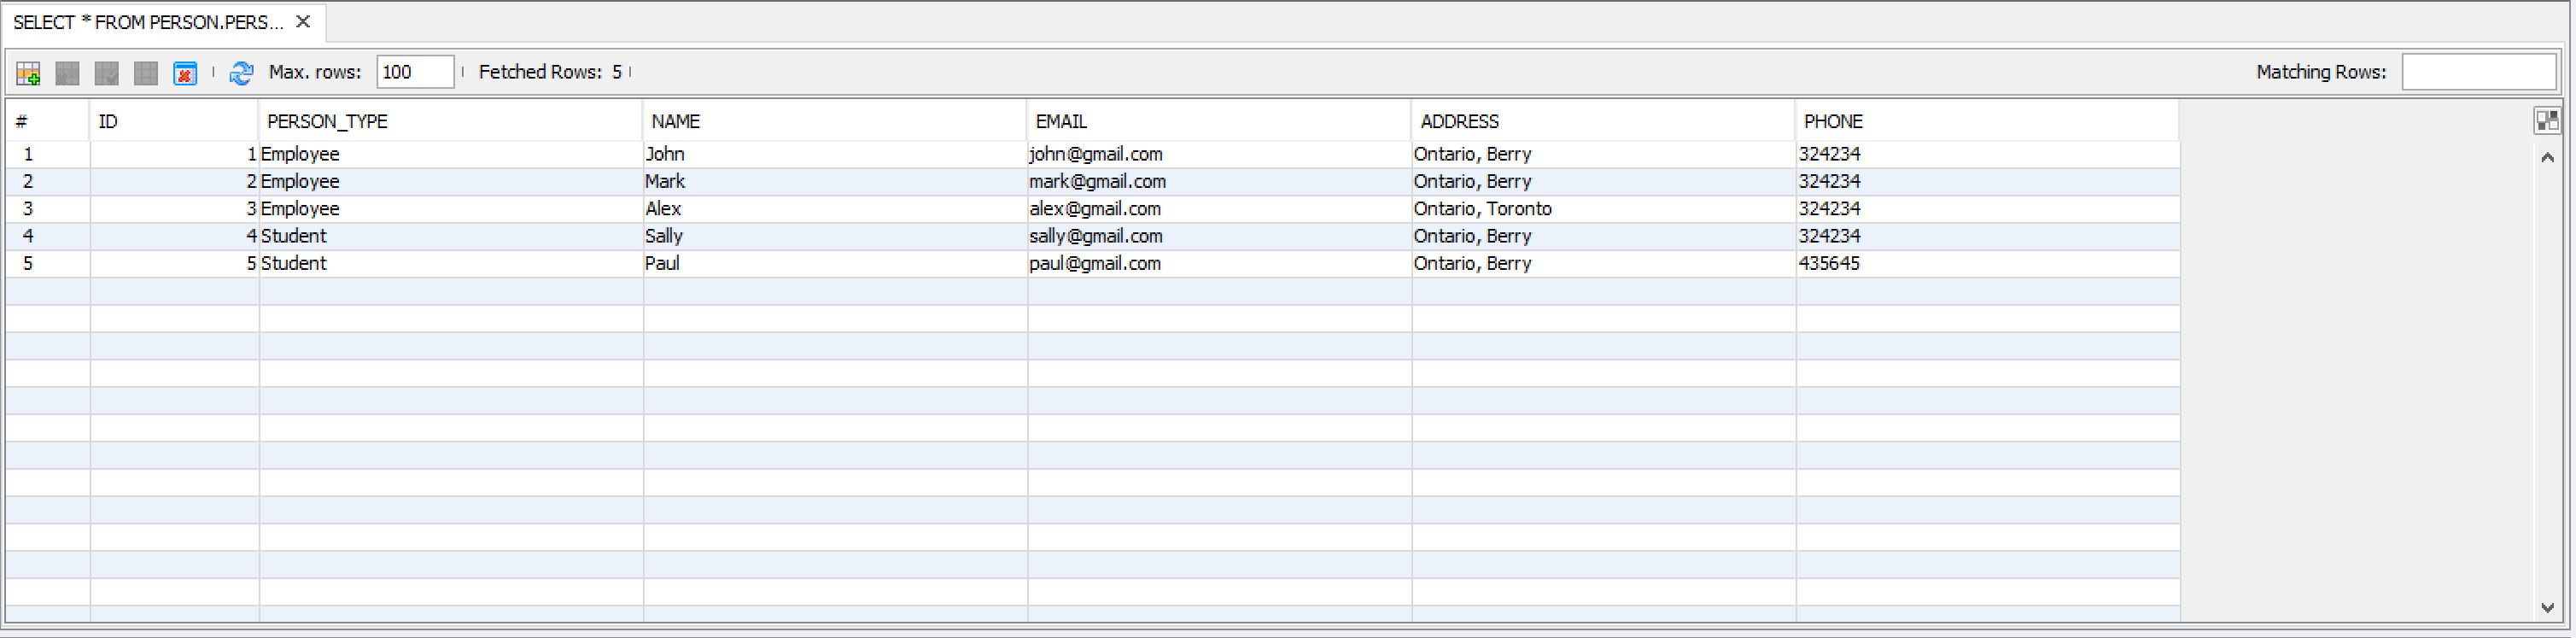 SELECT * FROM PERSON.PERS...
Max. rows: 100 Fetched Rows: 5 Matching Rows:
# ID PERSON_TYPE NAME EMAIL ADDRESS PHONE
1 1 Employee John john@gmail.com Ontario, Berry 324234
2 2 Employee Mark mark@gmail.com Ontario, Berry 324234
3 3 Employee Alex alex@gmail.com Ontario, Toronto 324234
4 4 Student Sally sally@gmail.com Ontario, Berry 324234
5 5 Student Paul paul@gmail.com Ontario, Berry 435645